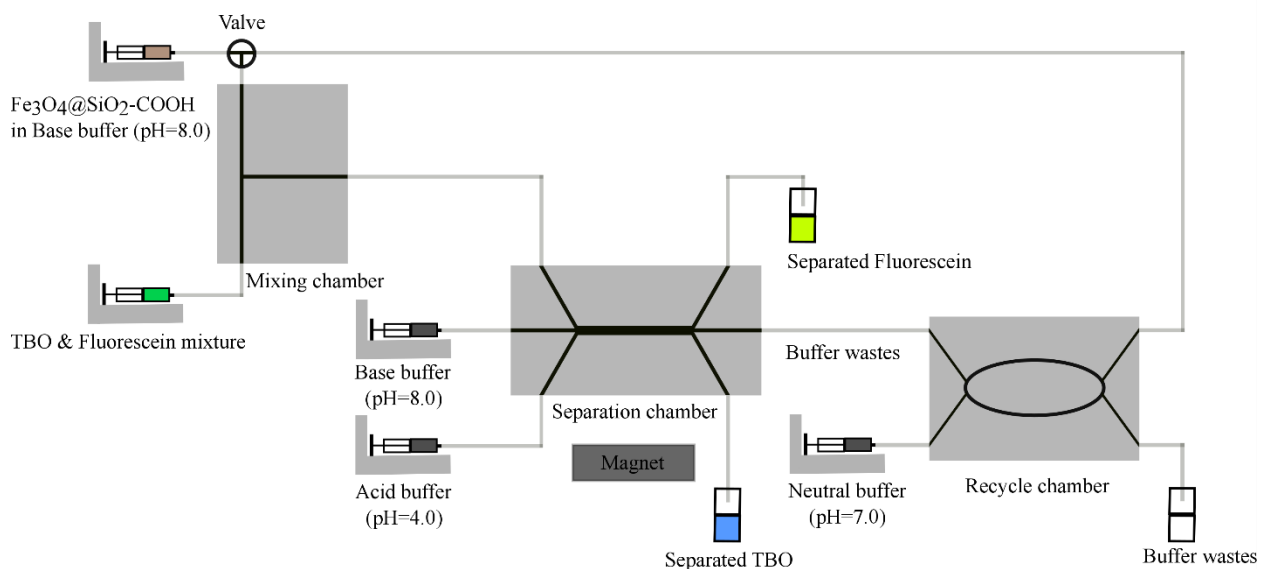 Valve
Fe3O4@SiO2-COOH
in Base buffer (pH=8.0)
Mixing chamber
TBO & Fluorescein mixture
Separated Fluorescein
Base buffer
(pH=8.0)
Separation chamber
Buffer wastes
Acid buffer
(pH=4.0)
Magnet
Separated TBO
Neutral buffer
(pH=7.0)
Recycle chamber
Buffer wastes